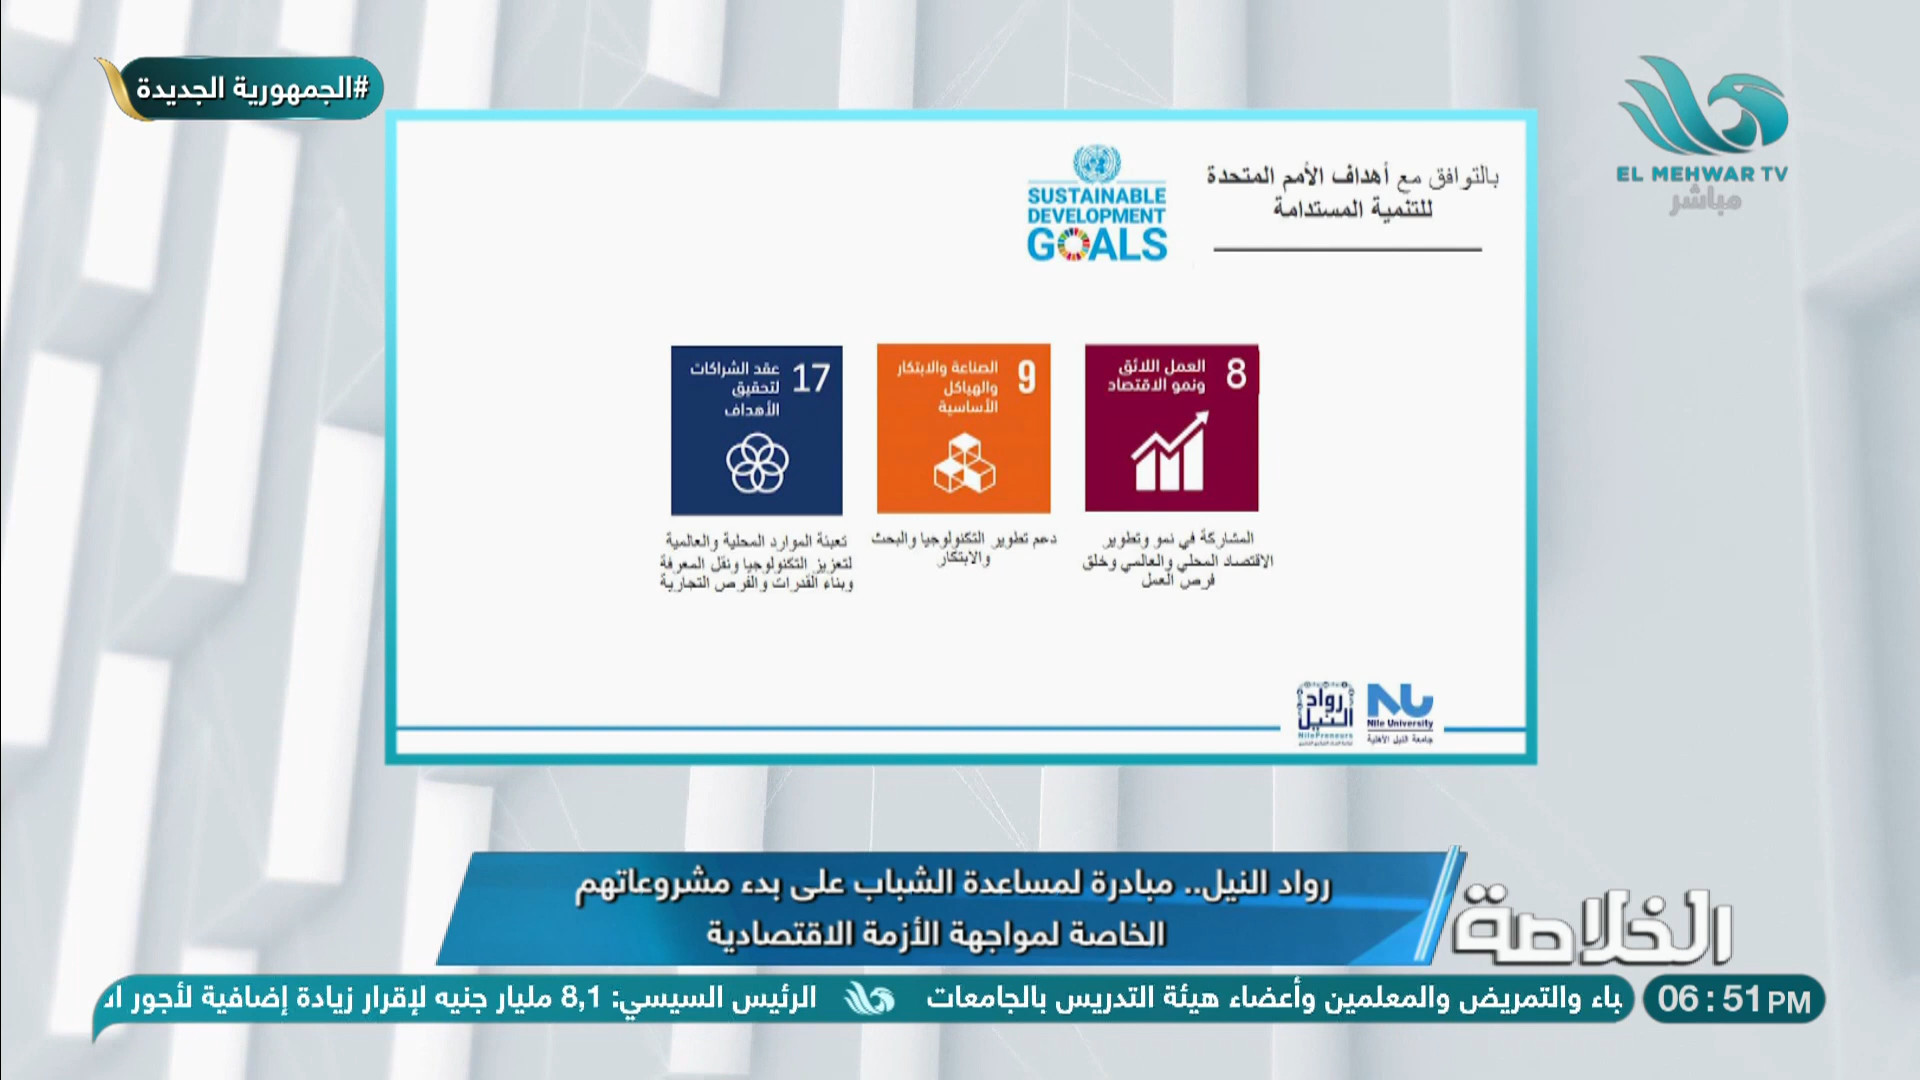 #الجمهورية الجديدة
EL MEHWAR TV
مباشر
بالتوافق مع أهداف الأمم المتحدة
للتنمية المستدامة
SUSTAINABLE
DEVELOPMENT
GOALS
8 العمل اللائق
ونمو الاقتصاد
المشاركة في نمو وتطوير
الاقتصاد المحلي والعالمي وخلق
فرص العمل
9 الصناعة والابتكار
والهياكل
الأساسية
دعم تطوير التكنولوجيا والبحث
والابتكار
17 عقد الشراكات
لتحقيق
الأهداف
تعبئة الموارد المحلية والعالمية
لتعزيز التكنولوجيا ونقل المعرفة
وبناء القدرات والفرص التجارية
NU
Nile University
جامعة النيل الأهلية
رواد
النيل
NilePreneurs
رواد النيل.. مبادرة لمساعدة الشباب على بدء مشروعاتهم
الخاصة لمواجهة الأزمة الاقتصادية
الخلاصة
06:51 PM
باء والتمريض والمعلمين وأعضاء هيئة التدريس بالجامعات
الرئيس السيسي: 8,1 مليار جنيه لإقرار زيادة إضافية لأجور ا